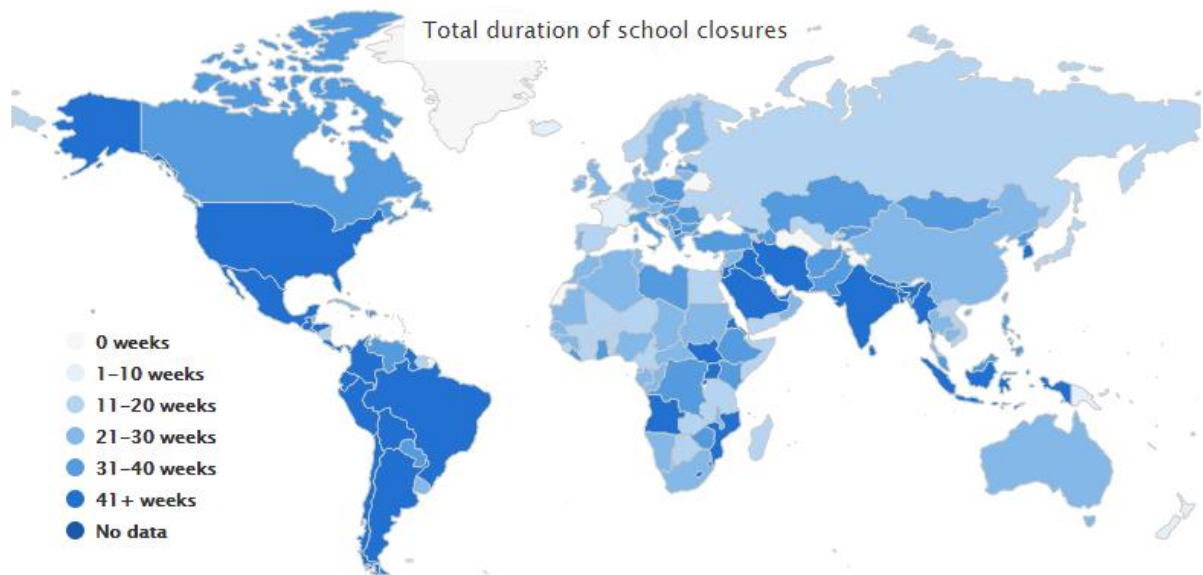 Total duration of school closures
0 weeks
1–10 weeks
11–20 weeks
21–30 weeks
31–40 weeks
41+ weeks
No data